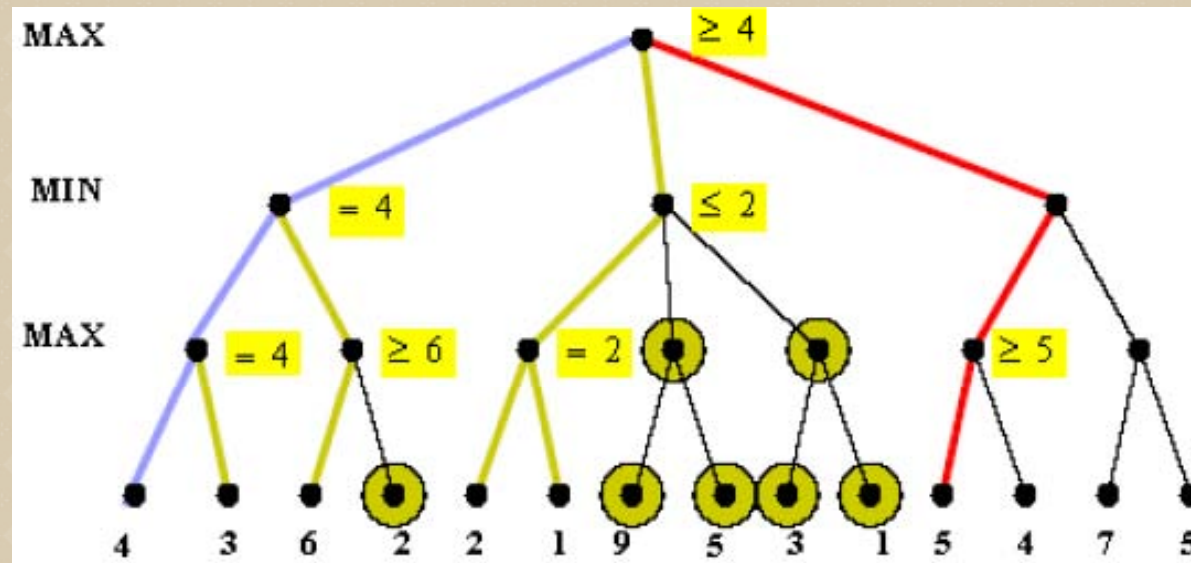 MAX ≥ 4
MIN = 4 ≤ 2
MAX = 4 ≥ 6 = 2 ≥ 5
4 3 6 2 2 1 9 5 3 1 5 4 7 5